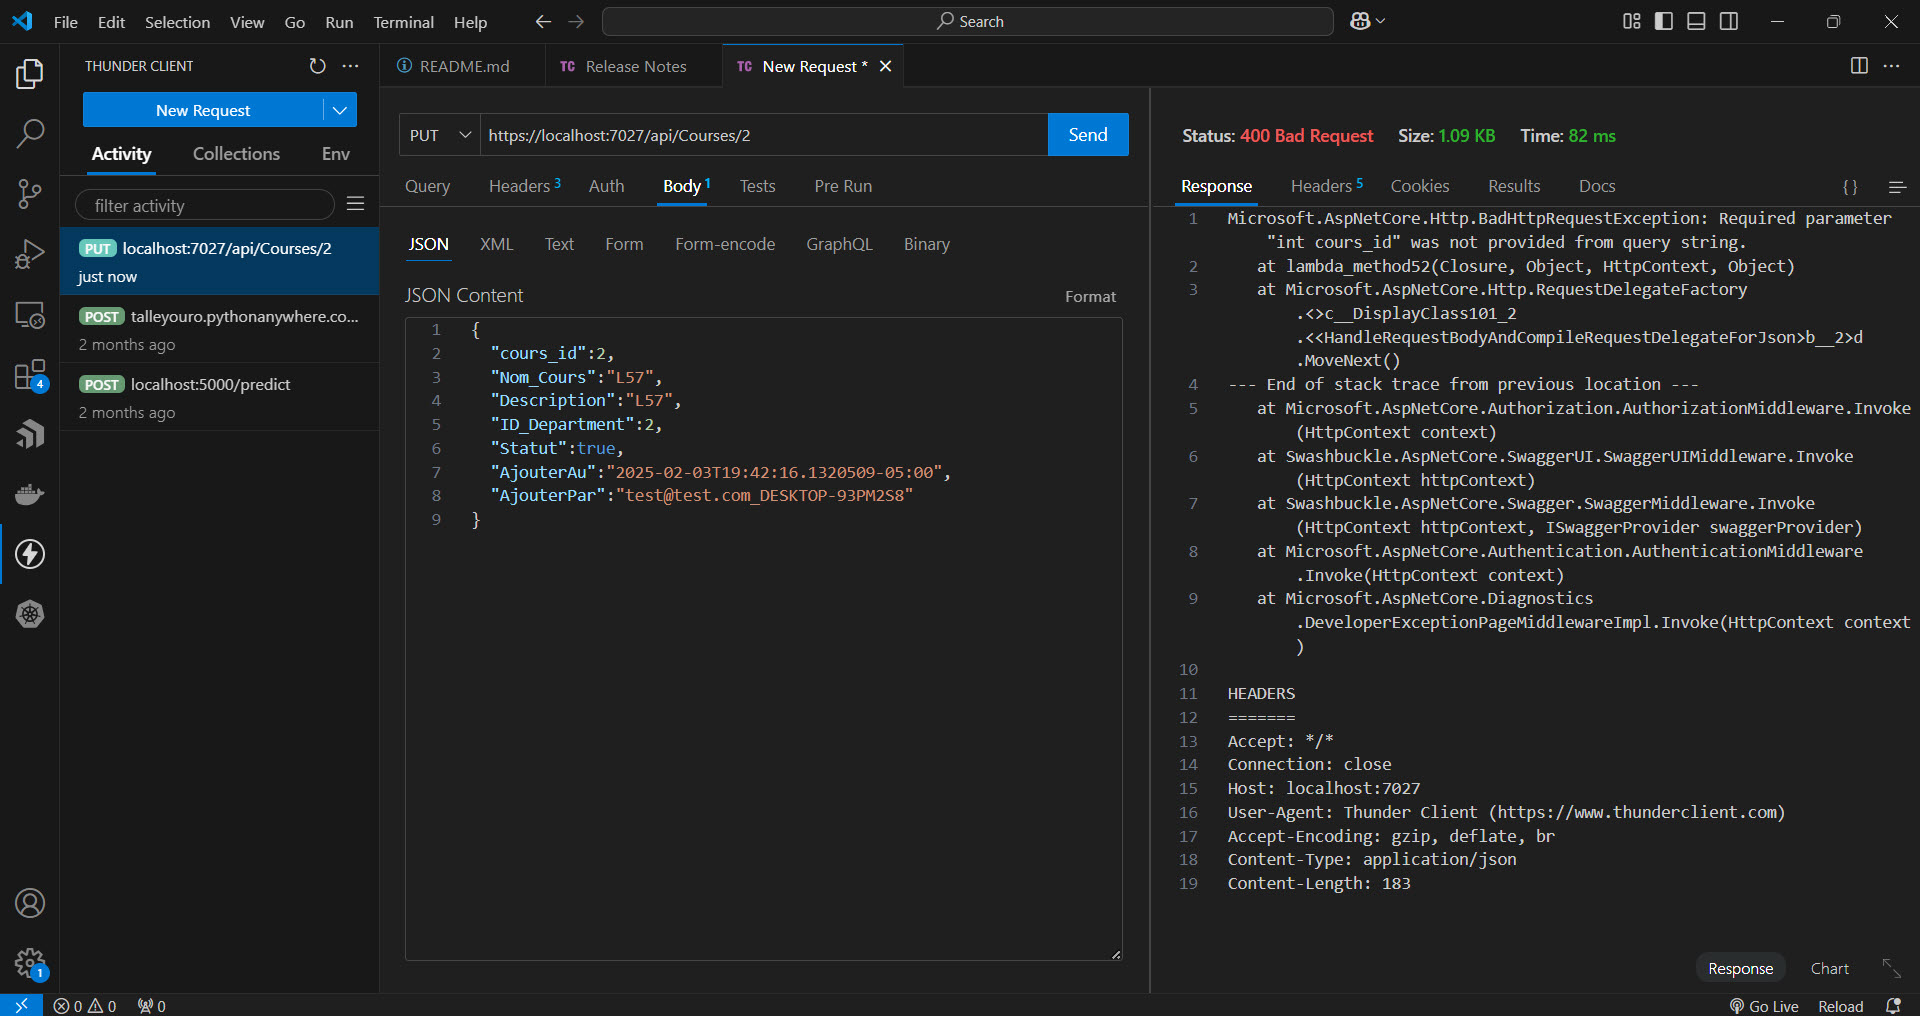 File Edit Selection View Go Run Terminal Help
Search
THUNDER CLIENT
New Request
Activity Collections Env
filter activity
PUT localhost:7027/api/Courses/2
just now
POST talleyouro.pythonanywhere.co...
2 months ago
POST localhost:5000/predict
2 months ago
4
1
README.md
TC Release Notes
TC New Request *
PUT https://localhost:7027/api/Courses/2 Send
Query Headers 3 Auth Body 1 Tests Pre Run
JSON XML Text Form Form-encode GraphQL Binary
JSON Content Format
1 {
2 "cours_id":2,
3 "Nom_Cours":"L57",
4 "Description":"L57",
5 "ID_Department":2,
6 "Statut":true,
7 "AjouterAu":"2025-02-03T19:42:16.1320509-05:00",
8 "AjouterPar":"test@test.com_DESKTOP-93PM2S8"
9 }
Status: 400 Bad Request Size: 1.09 KB Time: 82 ms
Response Headers 5 Cookies Results Docs { }
1 Microsoft.AspNetCore.Http.BadHttpRequestException: Required parameter
"int cours_id" was not provided from query string.
2 at lambda_method52(Closure, Object, HttpContext, Object)
3 at Microsoft.AspNetCore.Http.RequestDelegateFactory
.<>c__DisplayClass101_2
.<<HandleRequestBodyAndCompileRequestDelegateForJson>b__2>d
.MoveNext()
4 --- End of stack trace from previous location ---
5 at Microsoft.AspNetCore.Authorization.AuthorizationMiddleware.Invoke
(HttpContext context)
6 at Swashbuckle.AspNetCore.SwaggerUI.SwaggerUIMiddleware.Invoke
(HttpContext httpContext)
7 at Swashbuckle.AspNetCore.Swagger.SwaggerMiddleware.Invoke
(HttpContext httpContext, ISwaggerProvider swaggerProvider)
8 at Microsoft.AspNetCore.Authentication.AuthenticationMiddleware
.Invoke(HttpContext context)
9 at Microsoft.AspNetCore.Diagnostics
.DeveloperExceptionPageMiddlewareImpl.Invoke(HttpContext context
)
10
11 HEADERS
12 =======
13 Accept: */*
14 Connection: close
15 Host: localhost:7027
16 User-Agent: Thunder Client (https://www.thunderclient.com)
17 Accept-Encoding: gzip, deflate, br
18 Content-Type: application/json
19 Content-Length: 183
Response Chart
0 0 0 Go Live Reload